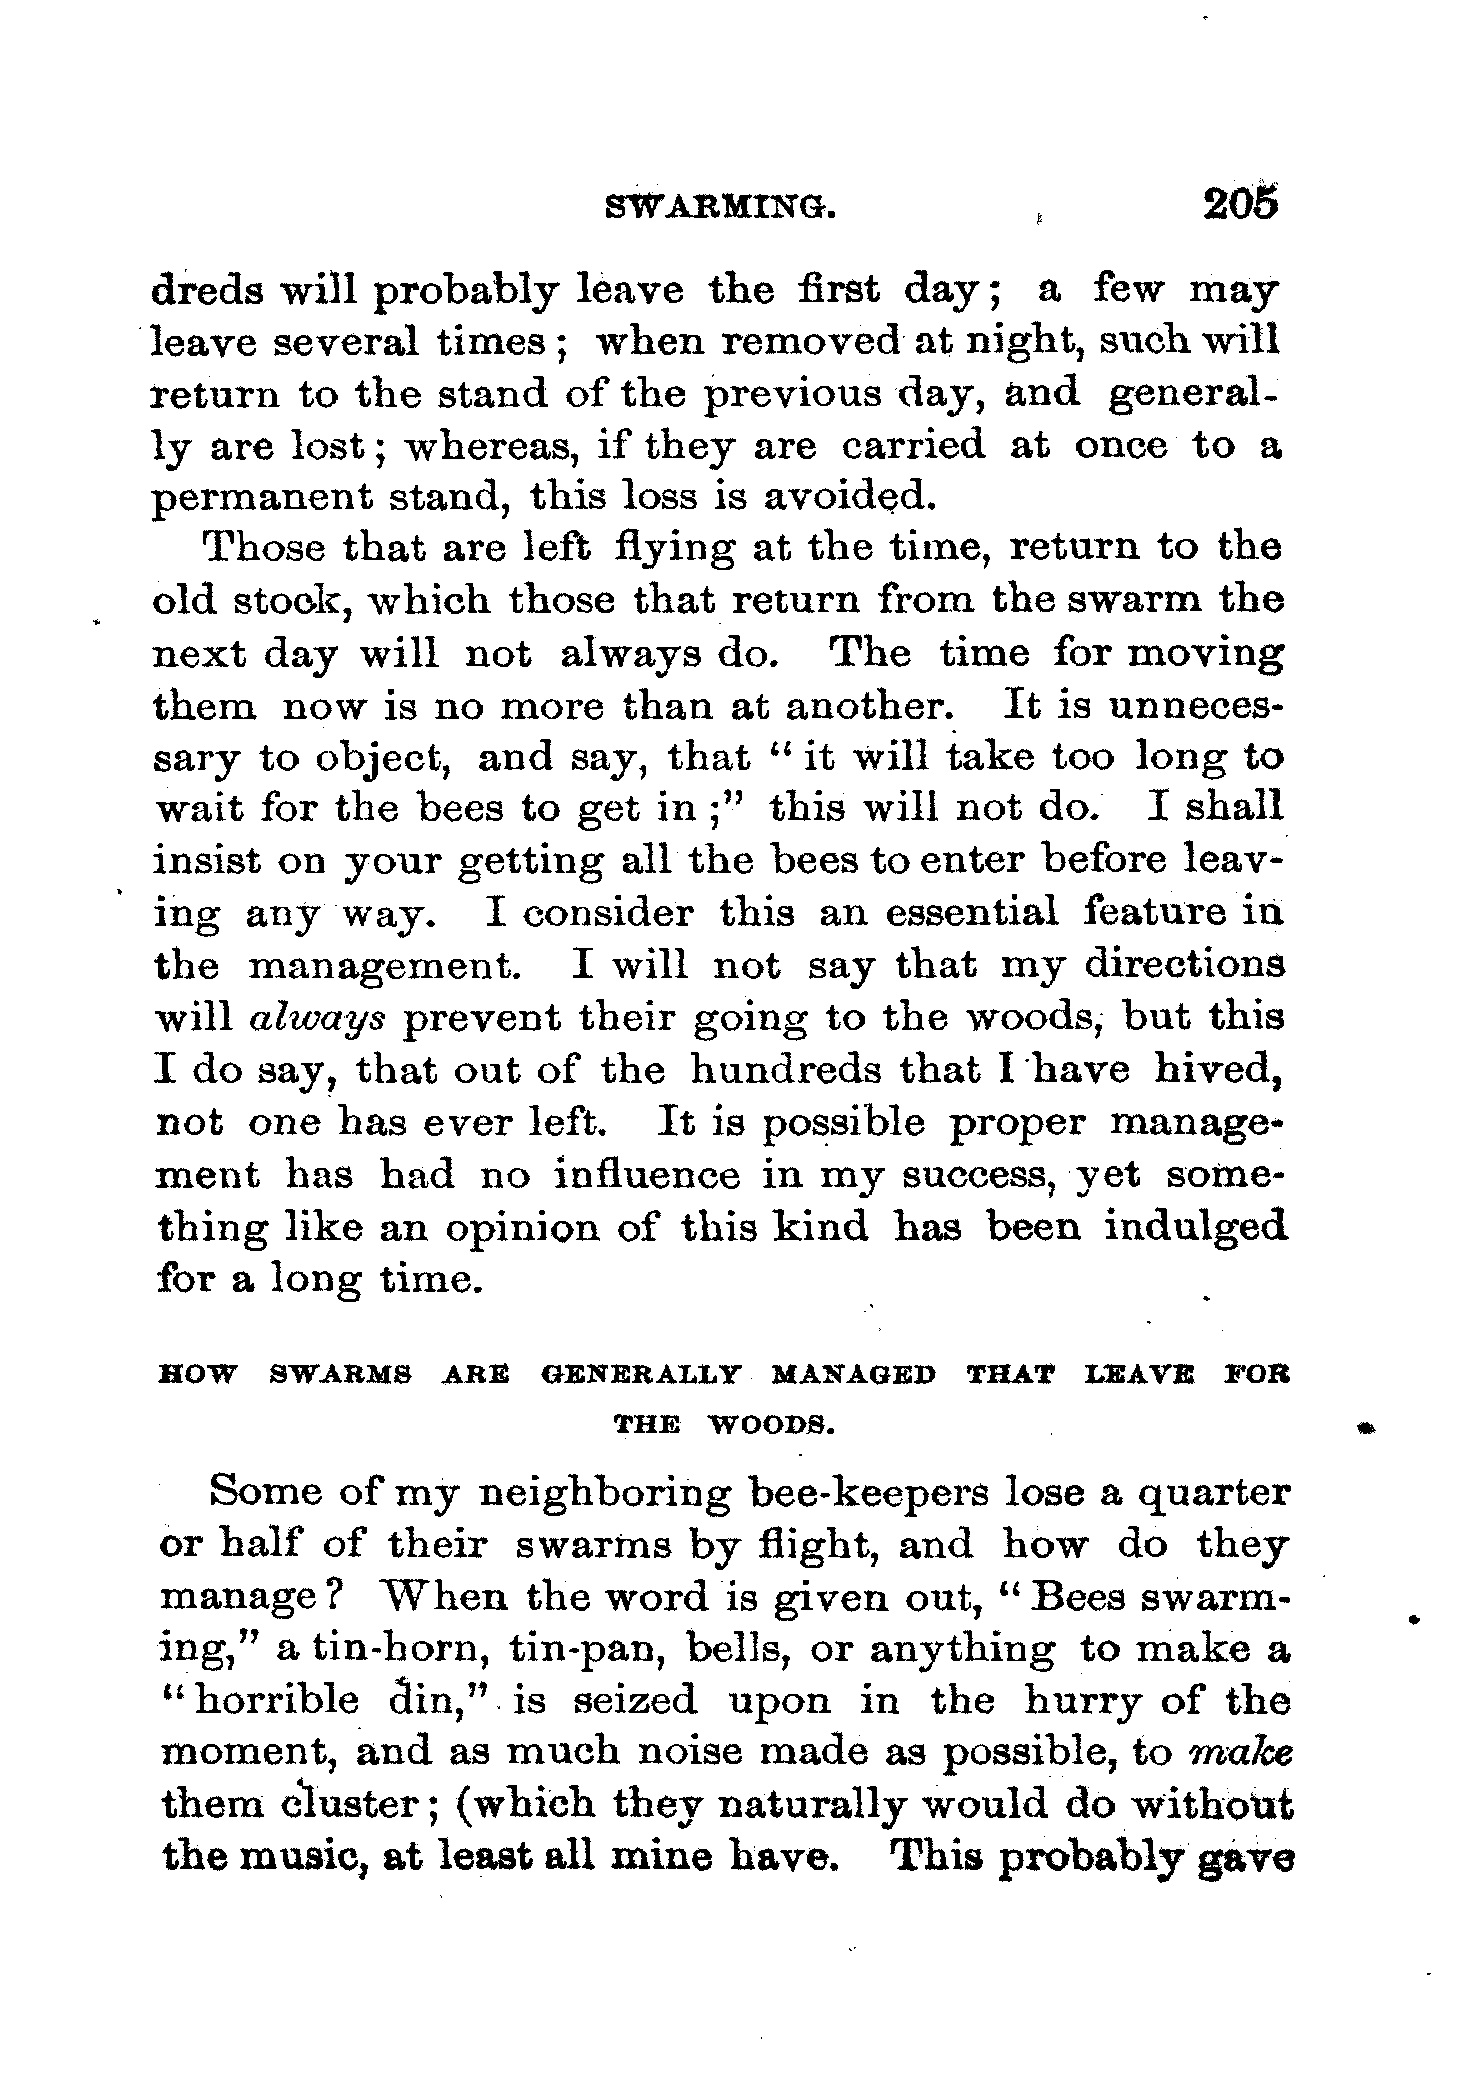 SWARMING. 205
dreds will probably leave the first day; a few may
leave several times; when removed at night, such will
return to the stand of the previous day, and general-
ly are lost; whereas, if they are carried at once to a
permanent stand, this loss is avoided.
Those that are left flying at the time, return to the
old stock, which those that return from the swarm the
next day will not always do. The time for moving
them now is no more than at another. It is unneces-
sary to object, and say, that "it will take too long to
wait for the bees to get in;" this will not do. I shall
insist on your getting all the bees to enter before leav-
ing any way. I consider this an essential feature in
the management. I will not say that my directions
will always prevent their going to the woods, but this
I do say, that out of the hundreds that I have hived,
not one has ever left. It is possible proper manage-
ment has had no influence in my success, yet some-
thing like an opinion of this kind has been indulged
for a long time.
HOW SWARMS ARE GENERALLY MANAGED THAT LEAVE FOR
THE WOODS.
Some of my neighboring bee-keepers lose a quarter
or half of their swarms by flight, and how do they
manage? When the word is given out, "Bees swarm-
ing," a tin-horn, tin-pan, bells, or anything to make a
"horrible din," is seized upon in the hurry of the
moment, and as much noise made as possible, to make
them cluster; (which they naturally would do without
the music, at least all mine have. This probably gave